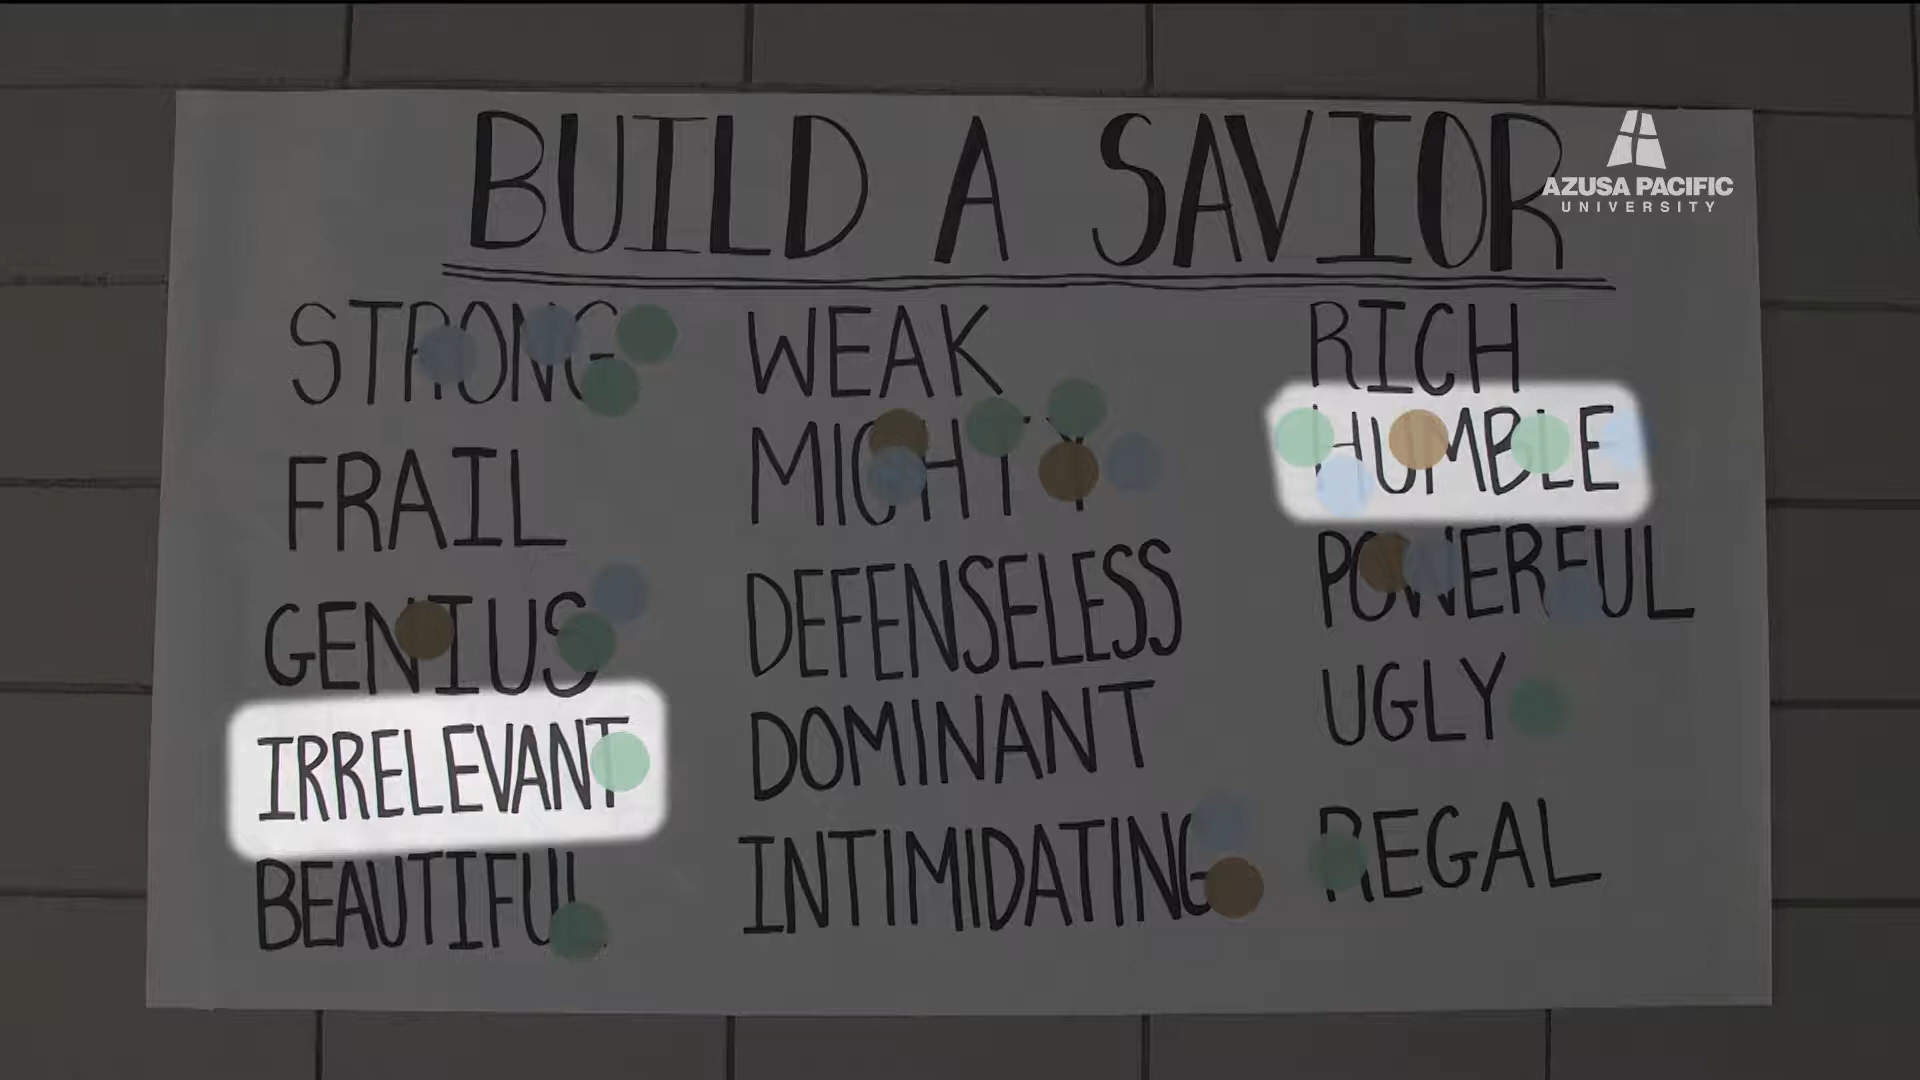 BUILD A SAVIOR
AZUSA PACIFIC
UNIVERSITY
STRONG
FRAIL
GENIUS
IRRELEVANT
BEAUTIFUL
WEAK
MIGHTY
DEFENSELESS
DOMINANT
INTIMIDATING
RICH
HUMBLE
POWERFUL
UGLY
REGAL